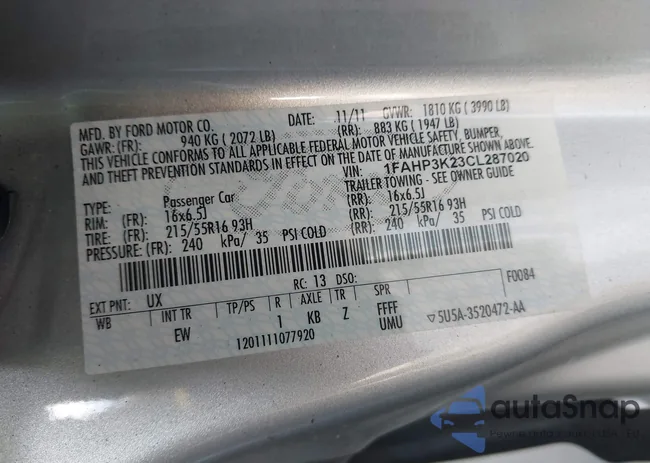 MFD. BY FORD MOTOR CO. DATE: 11/11 GVWR: 1810 KG ( 3990 LB)
GAWR: (FR): 940 KG ( 2072 LB) (RR): 883 KG ( 1947 LB)
THIS VEHICLE CONFORMS TO ALL APPLICABLE FEDERAL MOTOR VEHICLE SAFETY, BUMPER,
AND THEFT PREVENTION STANDARDS IN EFFECT ON THE DATE OF MANUFACTURE SHOWN ABOVE.
VIN: 1FAHP3K23CL287020
TYPE: Passenger Car TRAILER TOWING - SEE OWNER GUIDE
RIM: (FR): 16x6.5J (RR): 16x6.5J
TIRE: (FR): 215/55R16 93H (RR): 215/55R16 93H
PRESSURE: (FR): 240 kPa/ 35 PSI COLD (RR): 240 kPa/ 35 PSI COLD
RC: 13 DSO: F0084
EXT PNT: UX
WB INT TR TP/PS R AXLE TR SPR
EW 1 KB Z FFFF
UMU
▽5U5A-3520472-AA
1201111077920
autaSnap